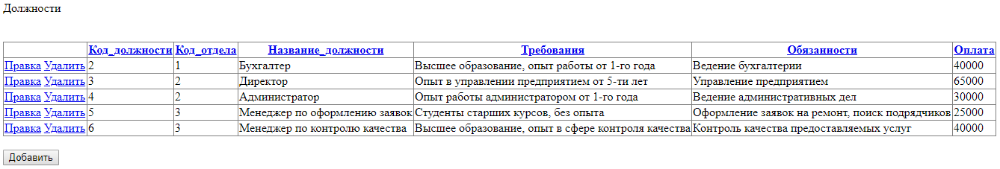 Должности
Код_должности Код_отдела Название_должности Требования Обязанности Оплата
Правка Удалить 2 1 Бухгалтер Высшее образование, опыт работы от 1-го года Ведение бухгалтерии 40000
Правка Удалить 3 2 Директор Опыт в управлении предприятием от 5-ти лет Управление предприятием 65000
Правка Удалить 4 2 Администратор Опыт работы администратором от 1-го года Ведение административных дел 30000
Правка Удалить 5 3 Менеджер по оформлению заявок Студенты старших курсов, без опыта Оформление заявок на ремонт, поиск подрядчиков 25000
Правка Удалить 6 3 Менеджер по контролю качества Высшее образование, опыт в сфере контроля качества Контроль качества предоставляемых услуг 40000
Добавить